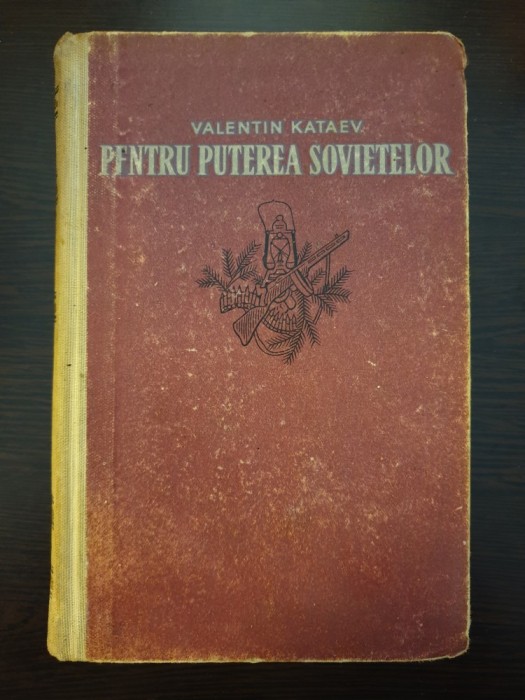 VALENTIN KATAEV
PENTRU PUTEREA SOVIETELOR